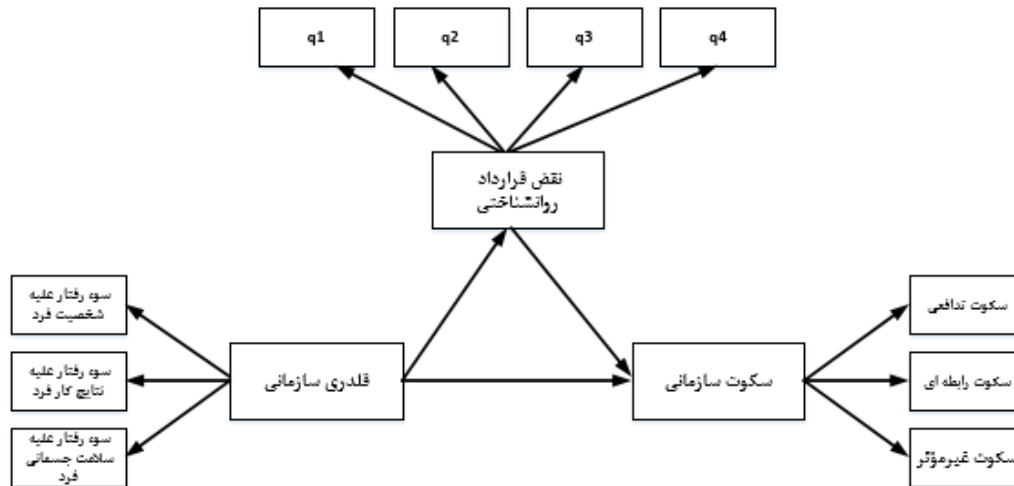 q1
q2
q3
q4
نقض قرارداد
روانشناختی
سوء رفتار علیه
شخصیت فرد
سوء رفتار علیه
نتایج کار فرد
سوء رفتار علیه
سلامت جسمانی
فرد
قلدری سازمانی
سکوت سازمانی
سکوت تدافعی
سکوت رابطه ای
سکوت غیرمؤثر